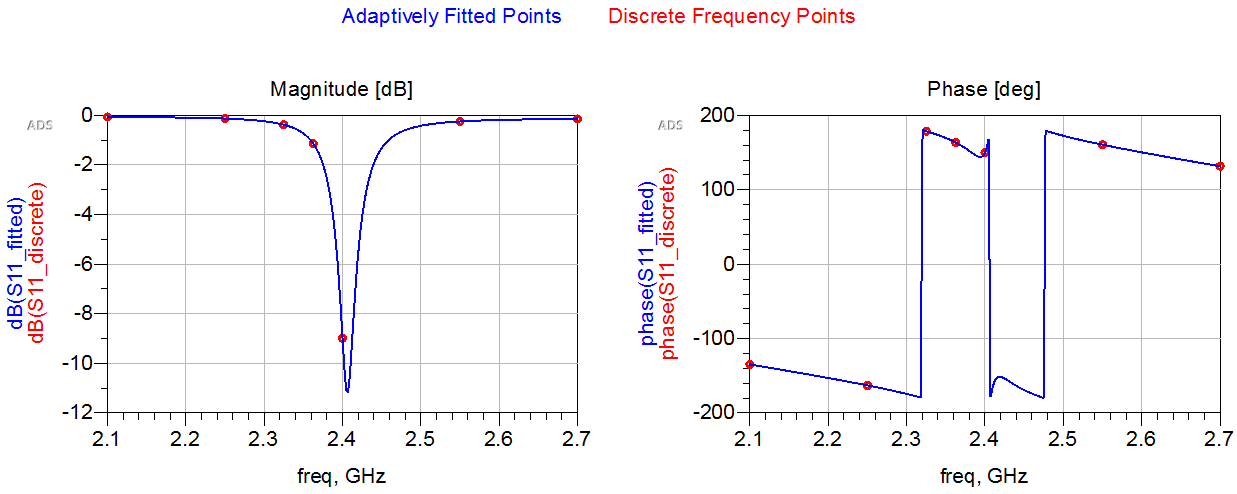 Adaptively Fitted Points Discrete Frequency Points
Magnitude [dB]
ADS
dB(S11_fitted)
dB(S11_discrete)
0
-2
-4
-6
-8
-10
-12
2.1 2.2 2.3 2.4 2.5 2.6 2.7
freq, GHz
Phase [deg]
ADS
phase(S11_fitted)
phase(S11_discrete)
200
100
0
-100
-200
2.1 2.2 2.3 2.4 2.5 2.6 2.7
freq, GHz